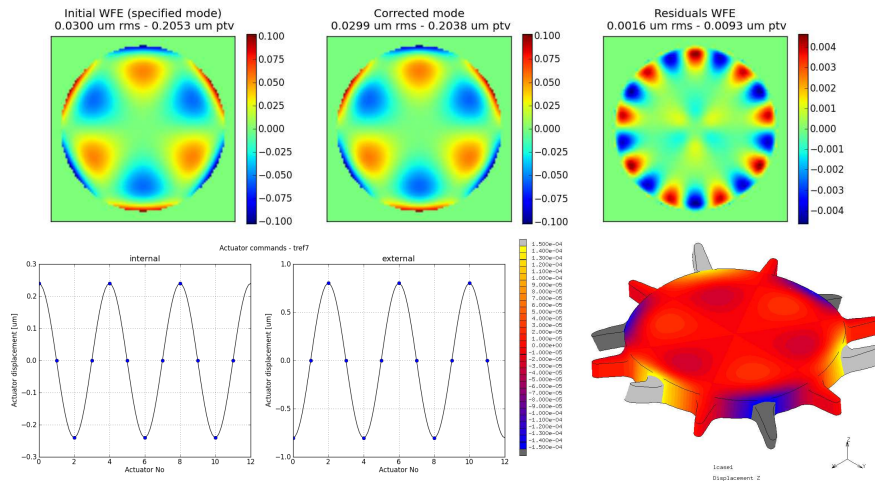 Initial WFE (specified mode)
0.0300 um rms - 0.2053 um ptv
Corrected mode
0.0299 um rms - 0.2038 um ptv
Residuals WFE
0.0016 um rms - 0.0093 um ptv
0.100
0.075
0.050
0.025
0.000
−0.025
−0.050
−0.075
−0.100
0.100
0.075
0.050
0.025
0.000
−0.025
−0.050
−0.075
−0.100
0.004
0.003
0.002
0.001
0.000
−0.001
−0.002
−0.003
−0.004
Actuator commands - tref7
internal
Actuator displacement [um]
0.3
0.2
0.1
0.0
−0.1
−0.2
−0.3
0 2 4 6 8 10 12
Actuator No
external
Actuator displacement [um]
1.0
0.5
0.0
−0.5
−1.0
0 2 4 6 8 10 12
Actuator No
1.500e-04
1.400e-04
1.300e-04
1.200e-04
1.100e-04
1.000e-04
9.000e-05
8.000e-05
7.000e-05
6.000e-05
5.000e-05
4.000e-05
3.000e-05
2.000e-05
1.000e-05
0.000e+00
-1.000e-05
-2.000e-05
-3.000e-05
-4.000e-05
-5.000e-05
-6.000e-05
-7.000e-05
-8.000e-05
-9.000e-05
-1.000e-04
-1.100e-04
-1.200e-04
-1.300e-04
-1.400e-04
-1.500e-04
lcase1
Displacement Z
Z
X
Y